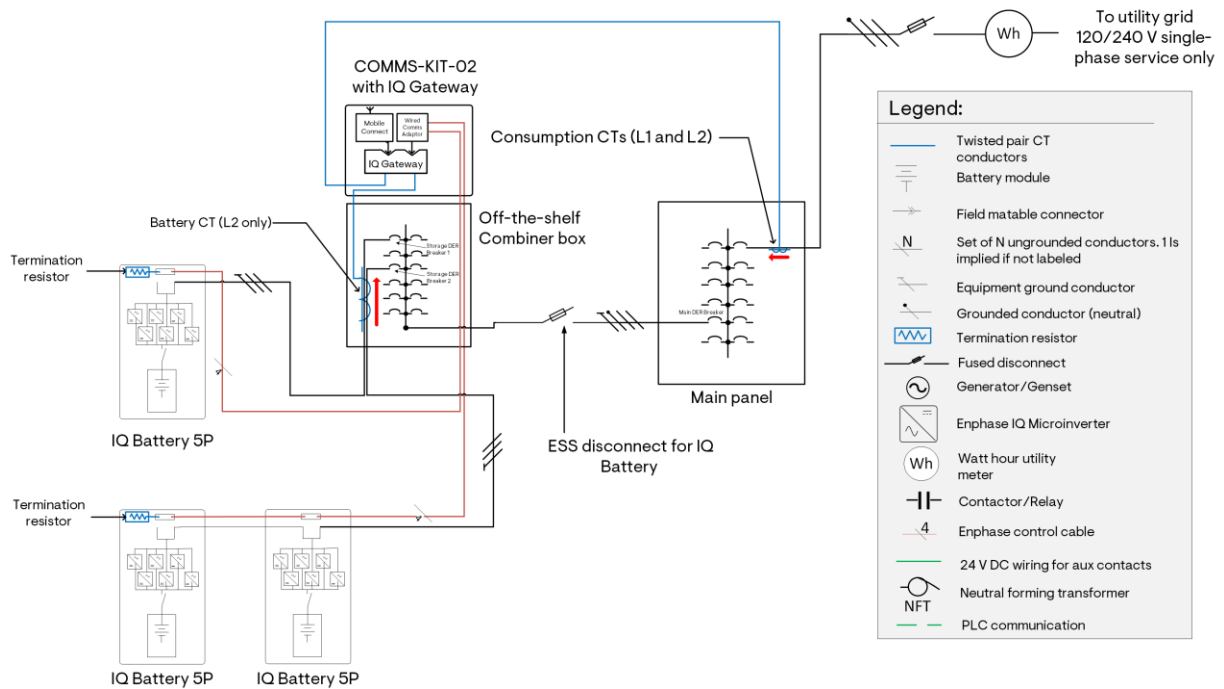 To utility grid
120/240 V single-
phase service only
Wh
COMMS-KIT-02
with IQ Gateway
Mobile
Connect
Wired
Comms
Adaptor
IQ Gateway
Consumption CTs (L1 and L2)
Battery CT (L2 only)
Off-the-shelf
Combiner box
Storage DER
Breaker 1
Storage DER
Breaker 2
Termination
resistor
4
IQ Battery 5P
Main DER Breaker
Main panel
ESS disconnect for IQ
Battery
Termination
resistor
4
IQ Battery 5P
IQ Battery 5P
Legend:
Twisted pair CT
conductors
Battery module
Field matable connector
N
Set of N ungrounded conductors. 1 Is
implied if not labeled
Equipment ground conductor
Grounded conductor (neutral)
Termination resistor
Fused disconnect
Generator/Genset
Enphase IQ Microinverter
Wh
Watt hour utility
meter
Contactor/Relay
4
Enphase control cable
24 V DC wiring for aux contacts
NFT
Neutral forming transformer
PLC communication